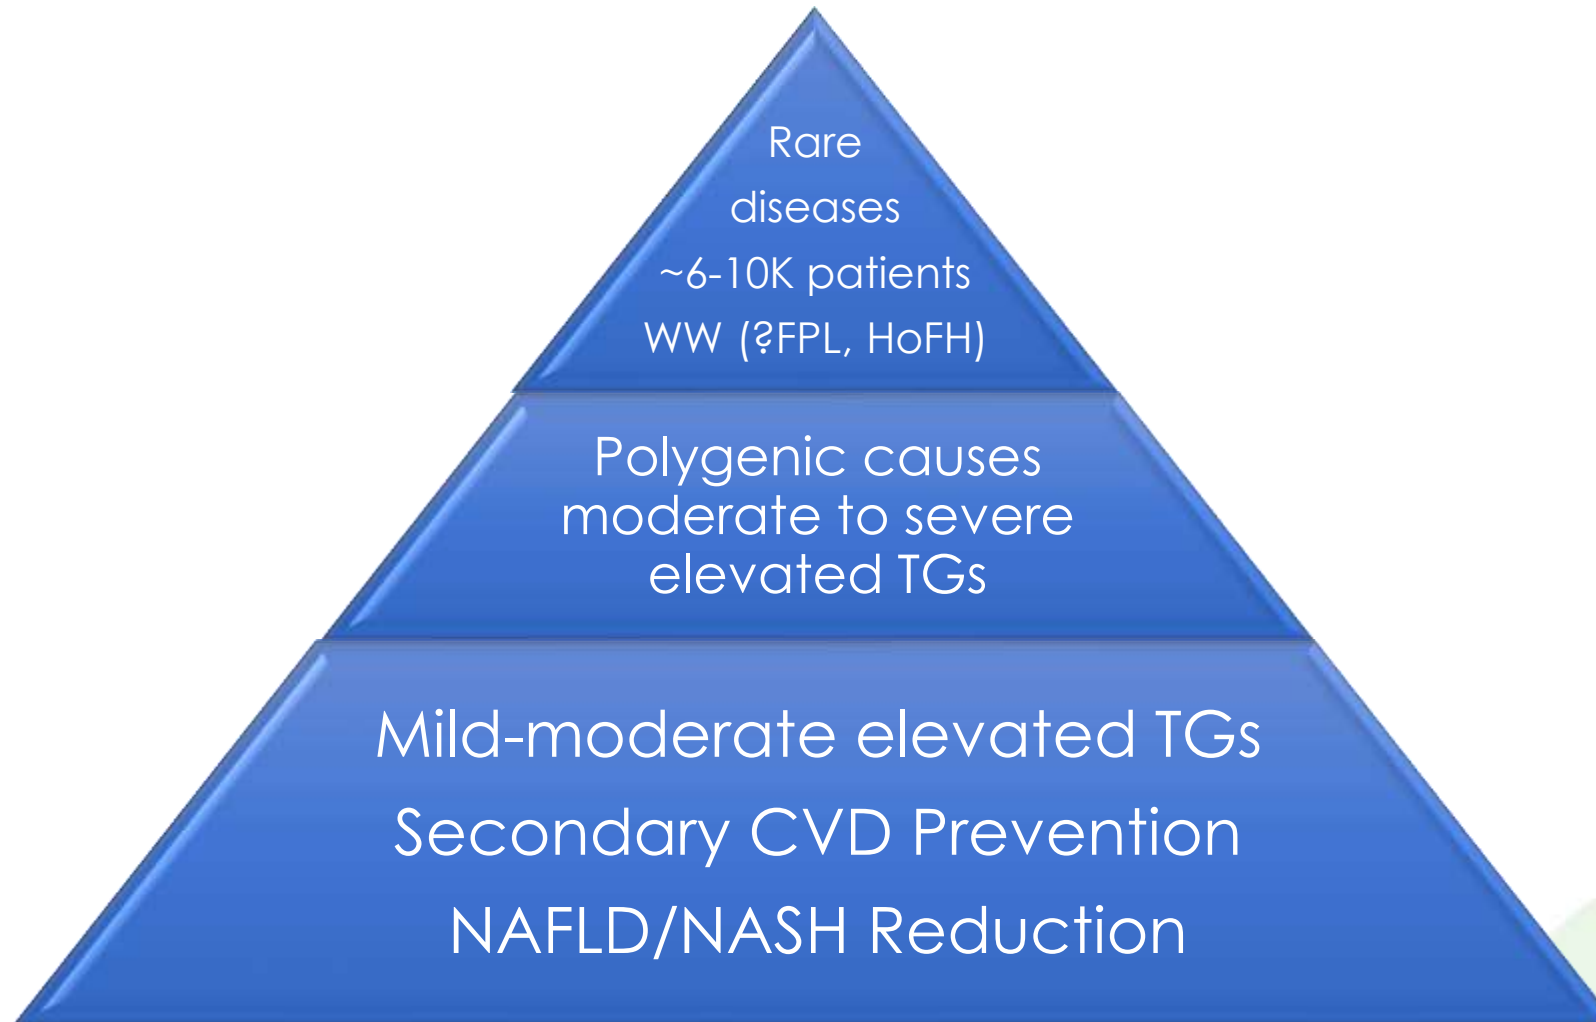 Rare
diseases
~6-10K patients
WW (?FPL, HoFH)
Polygenic causes
moderate to severe
elevated TGs
Mild-moderate elevated TGs
Secondary CVD Prevention
NAFLD/NASH Reduction